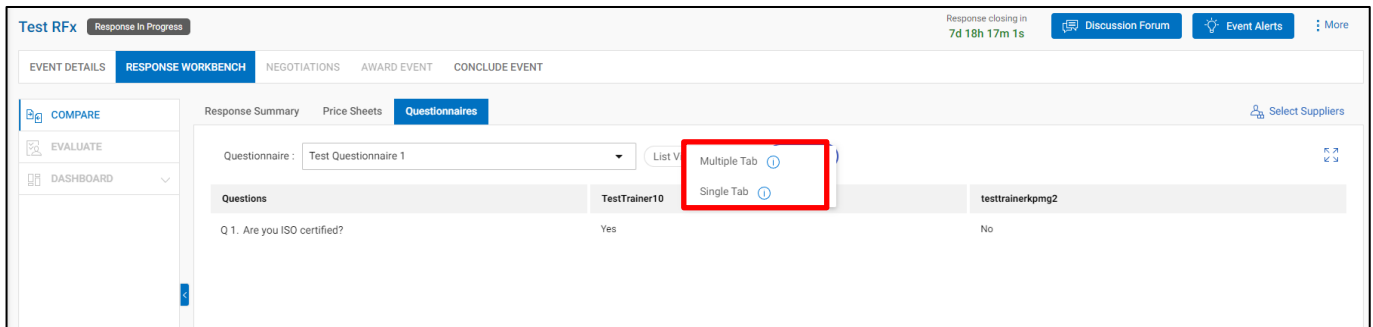 Test RFx Response In Progress Response closing in 7d 18h 17m 1s Discussion Forum Event Alerts More
EVENT DETAILS RESPONSE WORKBENCH NEGOTIATIONS AWARD EVENT CONCLUDE EVENT
COMPARE Response Summary Price Sheets Questionnaires Select Suppliers
EVALUATE Questionnaire : Test Questionnaire 1 List Vi Multiple Tab
DASHBOARD Single Tab
Questions TestTrainer10 testtrainerkpmg2
Q 1. Are you ISO certified? Yes No